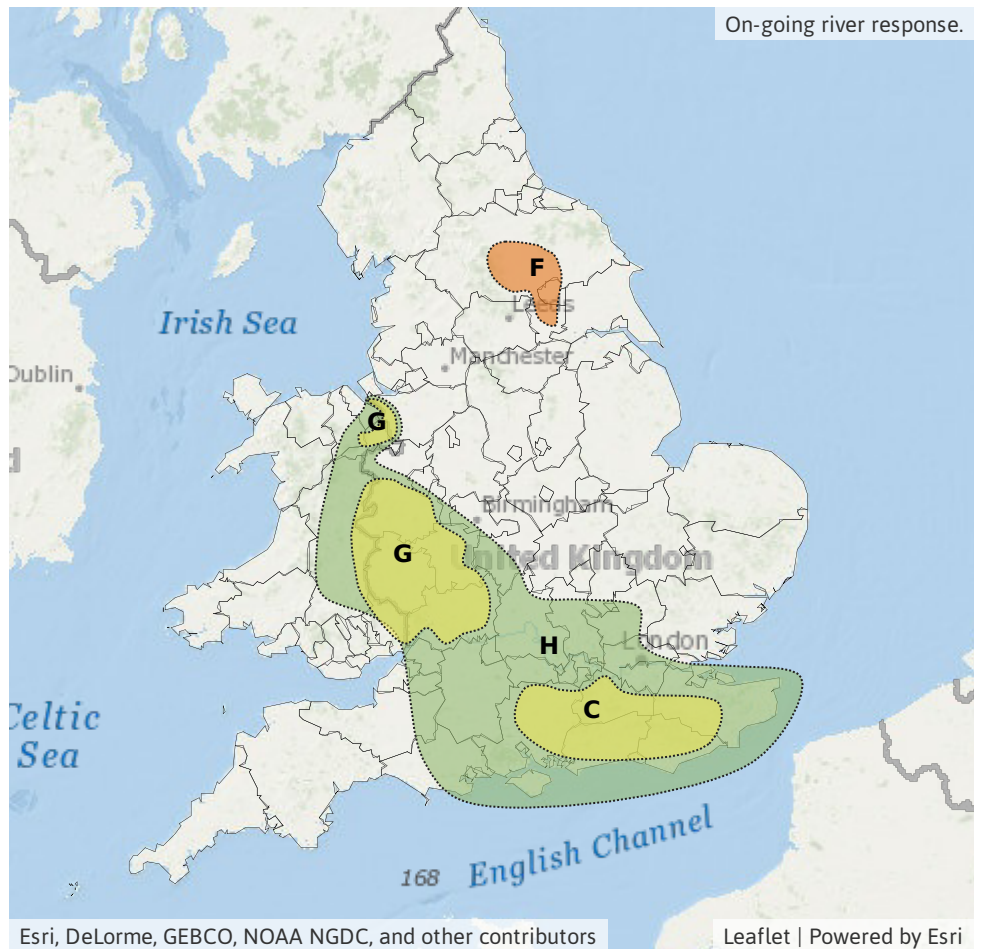 On-going river response.
F
Leeds
Irish Sea
Manchester
Dublin
G
Birmingham
G
United Kingdom
H
London
C
Celtic
Sea
English Channel
168
Esri, DeLorme, GEBCO, NOAA NGDC, and other contributors
Leaflet | Powered by Esri